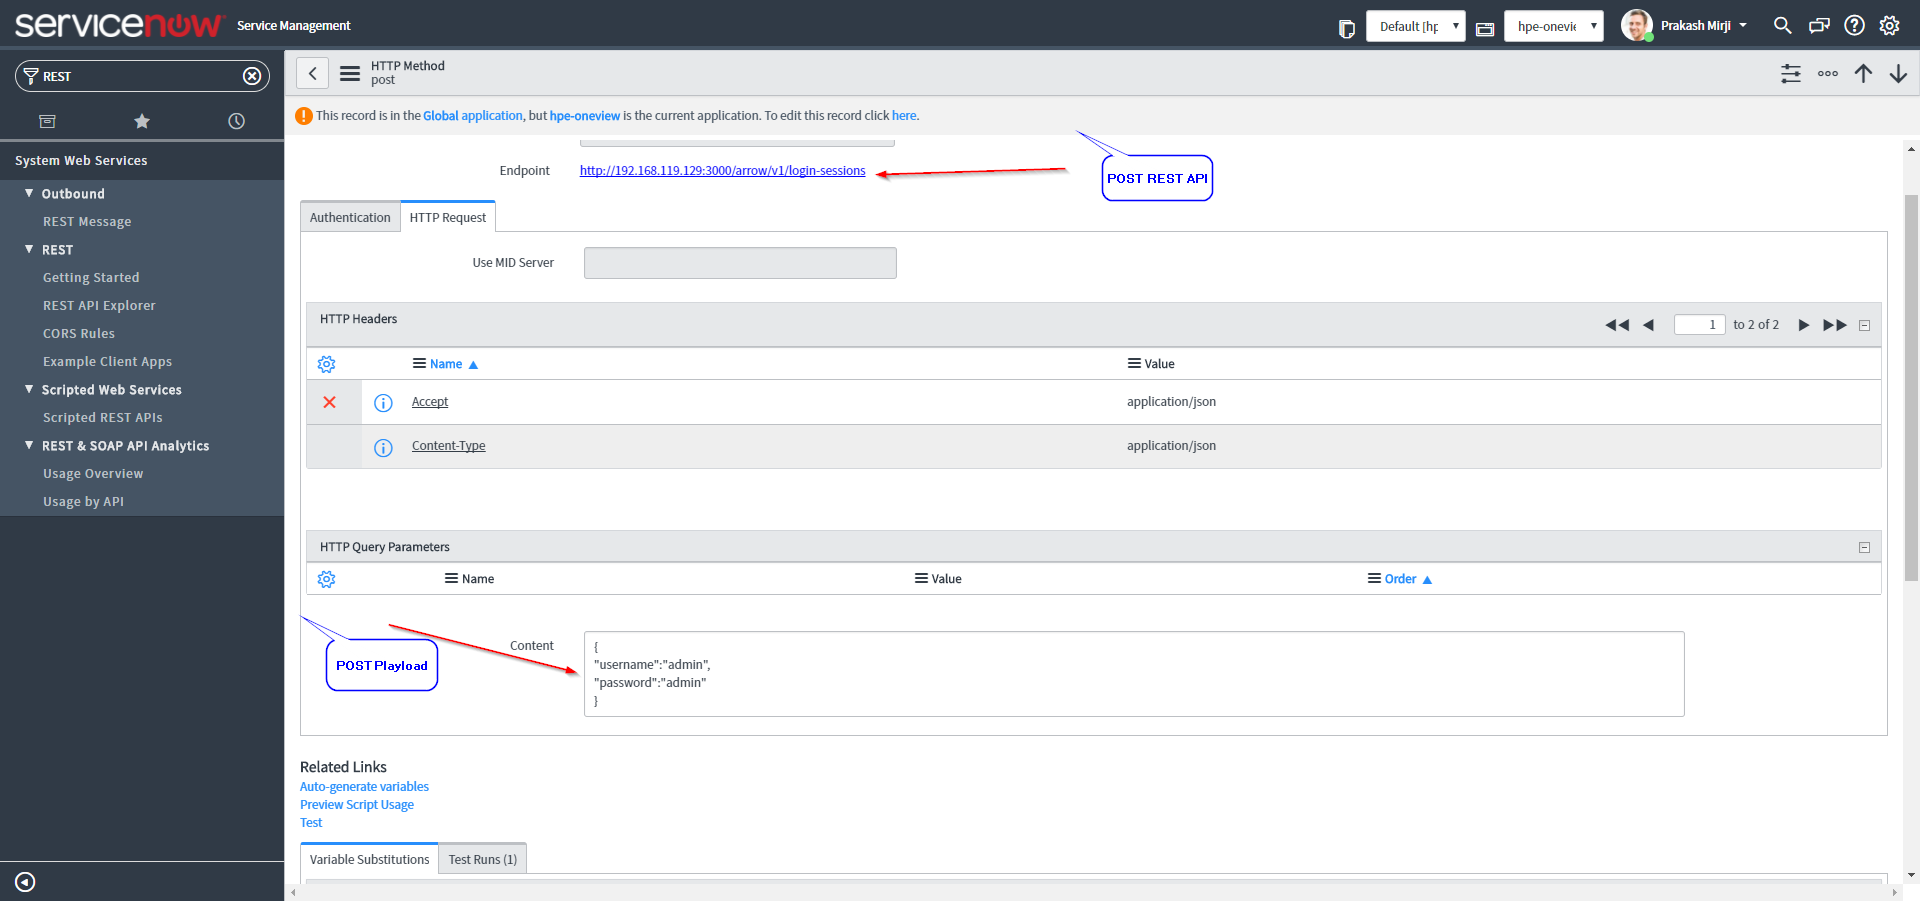 servicenow Service Management
Default [hp
hpe-onevie
Prakash Mirji
REST
System Web Services
Outbound
REST Message
REST
Getting Started
REST API Explorer
CORS Rules
Example Client Apps
Scripted Web Services
Scripted REST APIs
REST & SOAP API Analytics
Usage Overview
Usage by API
HTTP Method
post
This record is in the Global application, but hpe-oneview is the current application. To edit this record click here.
Endpoint http://192.168.119.129:3000/arrow/v1/login-sessions
POST REST API
Authentication HTTP Request
Use MID Server
HTTP Headers 1 to 2 of 2
Name Value
Accept application/json
Content-Type application/json
HTTP Query Parameters
Name Value Order
POST Playload
Content
{
"username":"admin",
"password":"admin"
}
Related Links
Auto-generate variables
Preview Script Usage
Test
Variable Substitutions Test Runs (1)